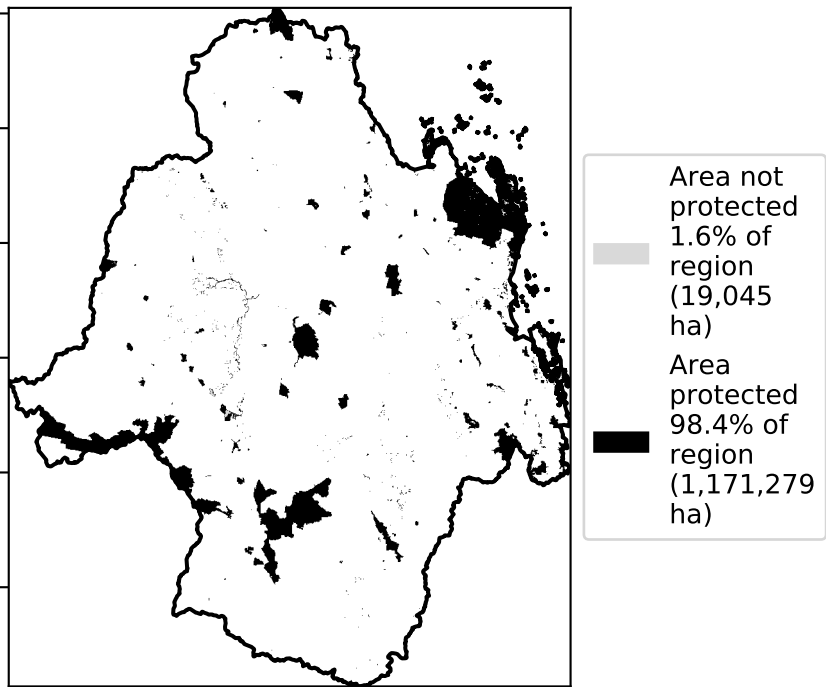 Area not
protected
1.6% of
region
(19,045
ha)
Area
protected
98.4% of
region
(1,171,279
ha)